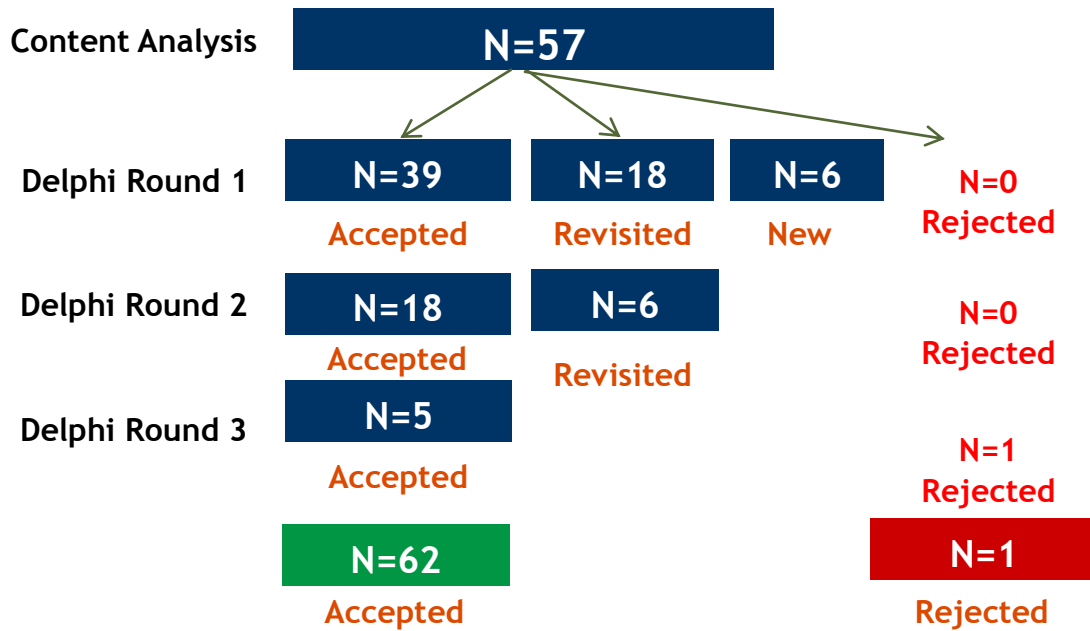 Content Analysis
N=57
Delphi Round 1
N=39
N=18
N=6
N=0
Accepted
Revisited
New
Rejected
Delphi Round 2
N=18
N=6
N=0
Accepted
Revisited
Rejected
Delphi Round 3
N=5
N=1
Accepted
Rejected
N=62
N=1
Accepted
Rejected